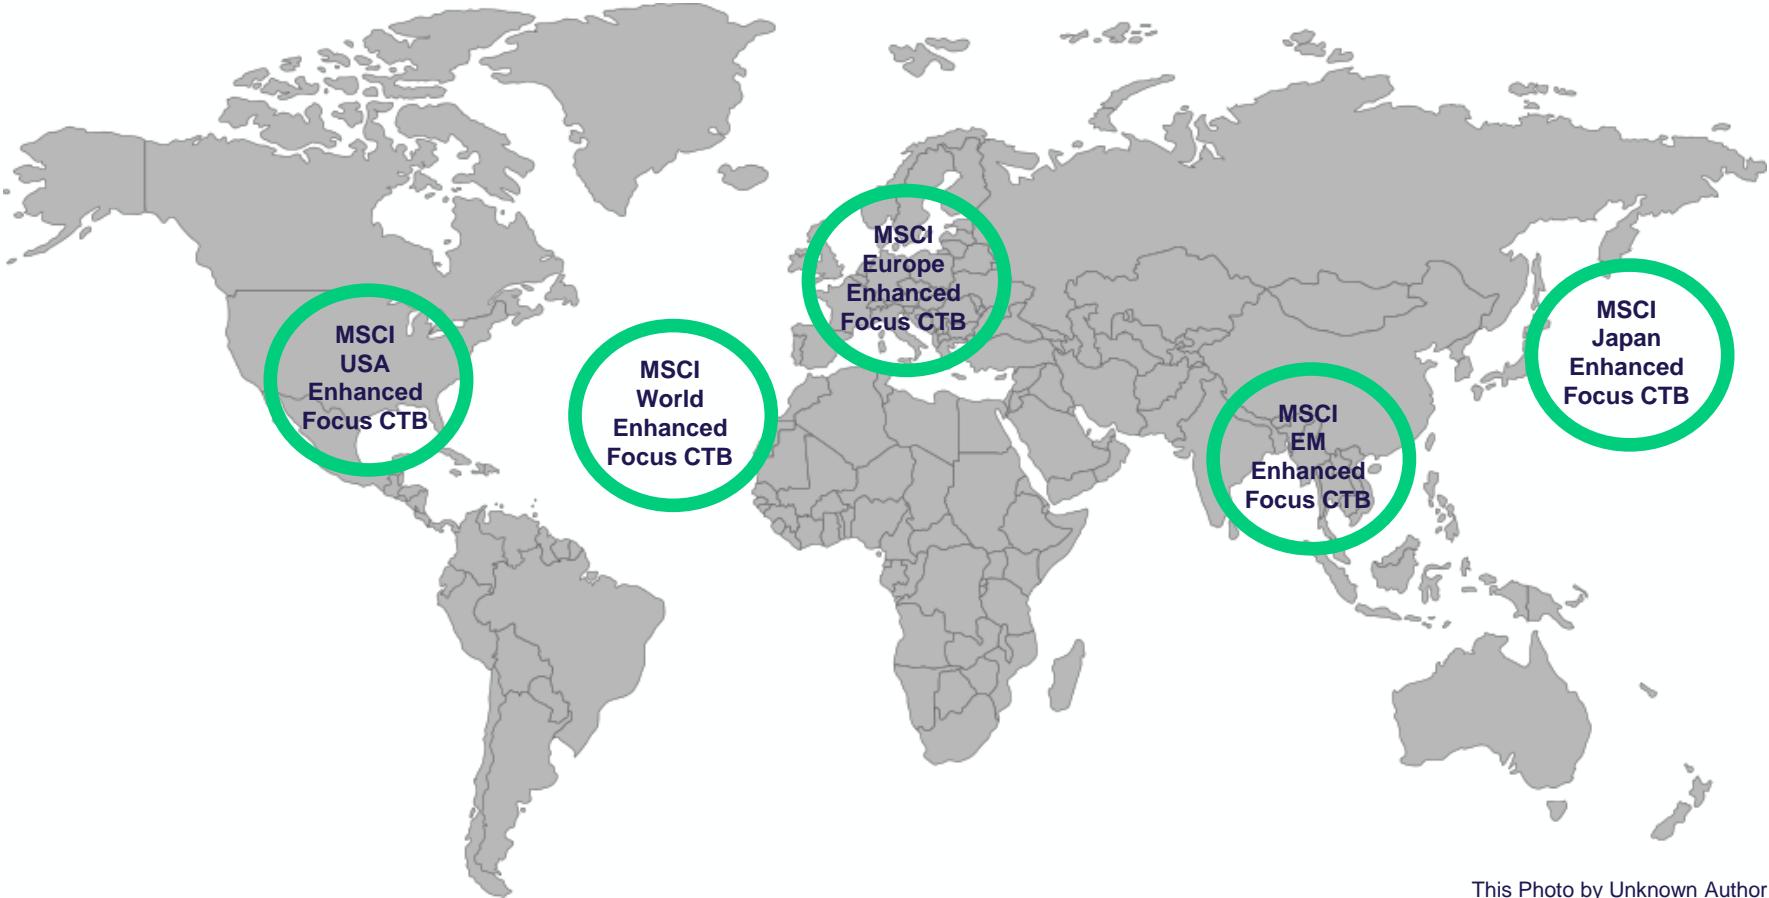 MSCI
USA
Enhanced
Focus CTB
MSCI
World
Enhanced
Focus CTB
MSCI
Europe
Enhanced
Focus CTB
MSCI
EM
Enhanced
Focus CTB
MSCI
Japan
Enhanced
Focus CTB
This Photo by Unknown Author